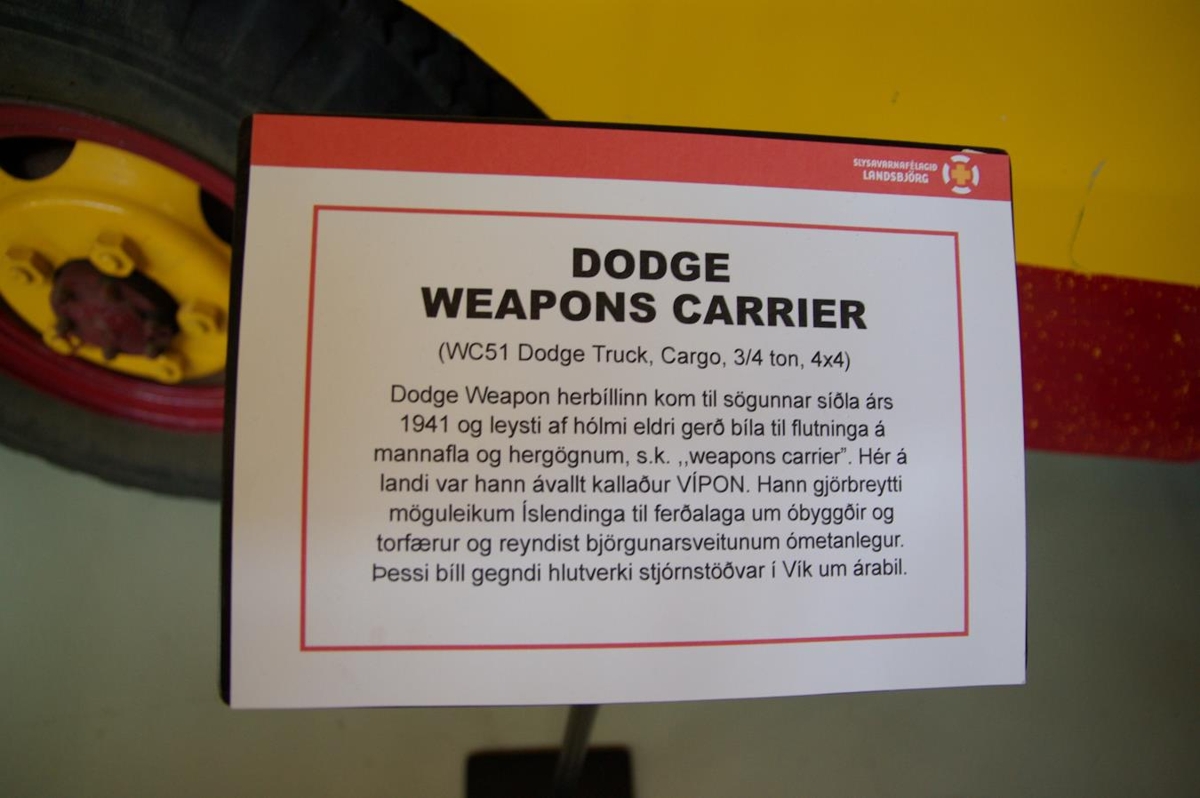 SLYSAVARNAFÉLAGIÐ
LANDSBJÖRG
DODGE
WEAPONS CARRIER
(WC51 Dodge Truck, Cargo, 3/4 ton, 4x4)
Dodge Weapon herbíllinn kom til sögunnar síðla árs
1941 og leysti af hólmi eldri gerð bíla til flutninga á
mannafla og hergögnum, s.k. ,,weapons carrier”. Hér á
landi var hann ávallt kallaður VÍPON. Hann gjörbreytti
möguleikum Íslendinga til ferðalaga um óbyggðir og
torfærur og reyndist björgunarsveitunum ómetanlegur.
Þessi bíll gegndi hlutverki stjórnstöðvar í Vík um árabil.